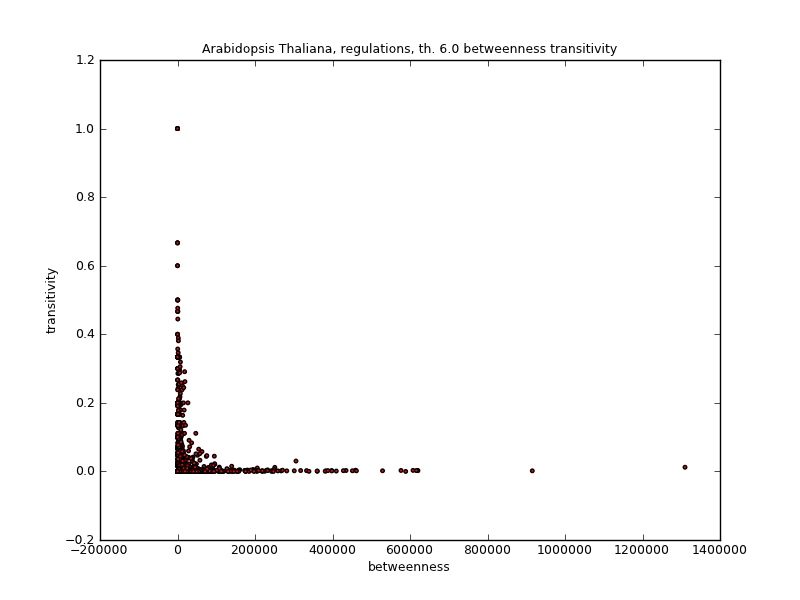 Arabidopsis Thaliana, regulations, th. 6.0 betweenness transitivity
1.2
1.0
0.8
0.6
0.4
0.2
0.0
−0.2
transitivity
−200000 0 200000 400000 600000 800000 1000000 1200000 1400000
betweenness